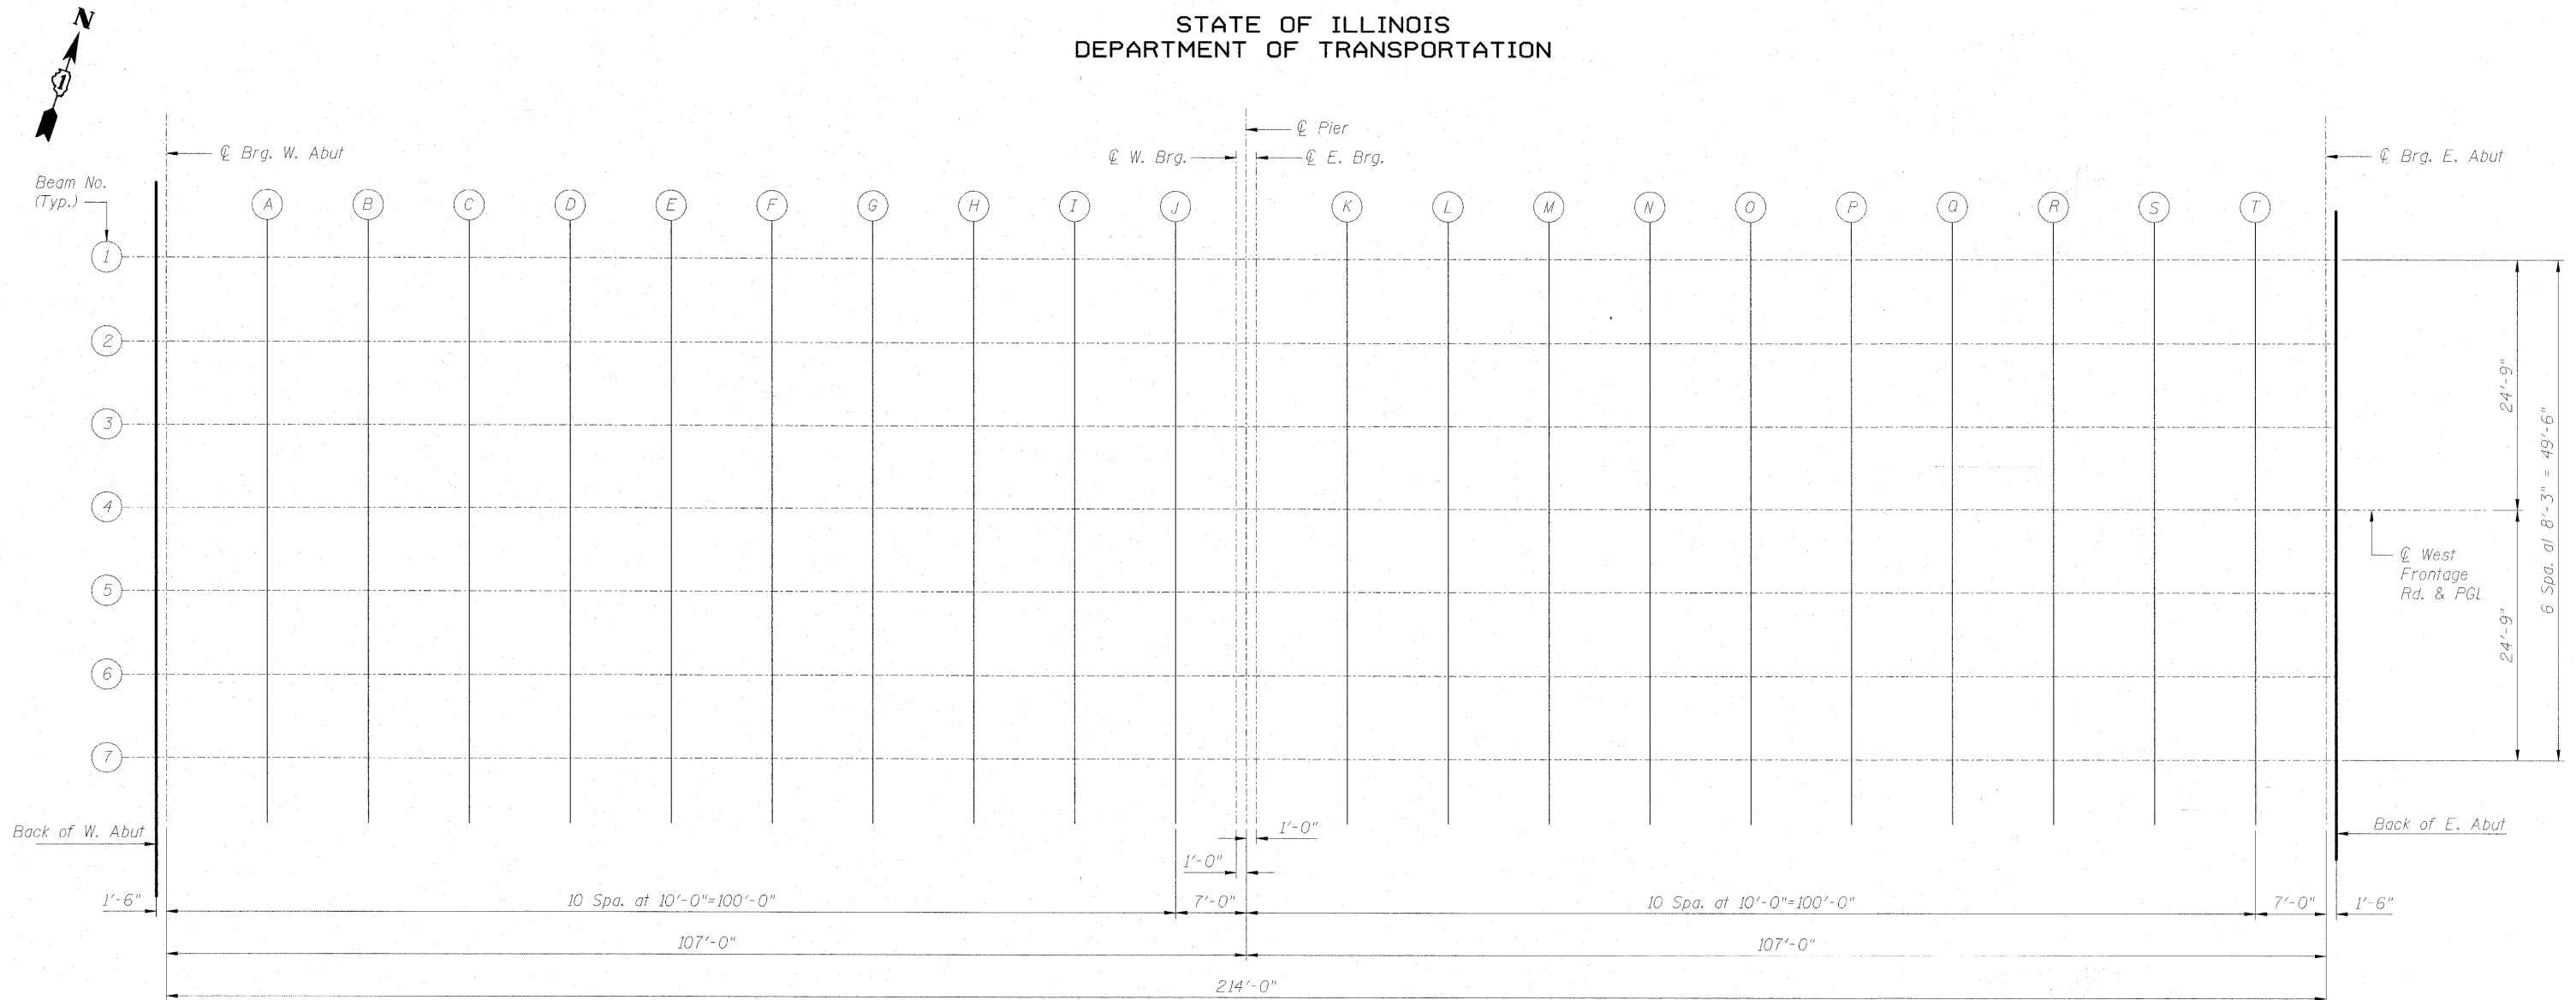 STATE OF ILLINOIS
DEPARTMENT OF TRANSPORTATION
N
1
℄ Pier
℄ Brg. W. Abut
℄ W. Brg.
℄ E. Brg.
℄ Brg. E. Abut
Beam No.
(Typ.)
A B C D E F G H I J K L M N O P Q R S T
1
2
3
4
5
6
7
24'-9"
6 Spa. at 8'-3" = 49'-6"
℄ West
Frontage
Rd. & PGL
24'-9"
Back of W. Abut
1'-0"
Back of E. Abut
1'-0"
1'-6"
10 Spa. at 10'-0"=100'-0"
7'-0"
10 Spa. at 10'-0"=100'-0"
7'-0"
1'-6"
107'-0"
107'-0"
214'-0"